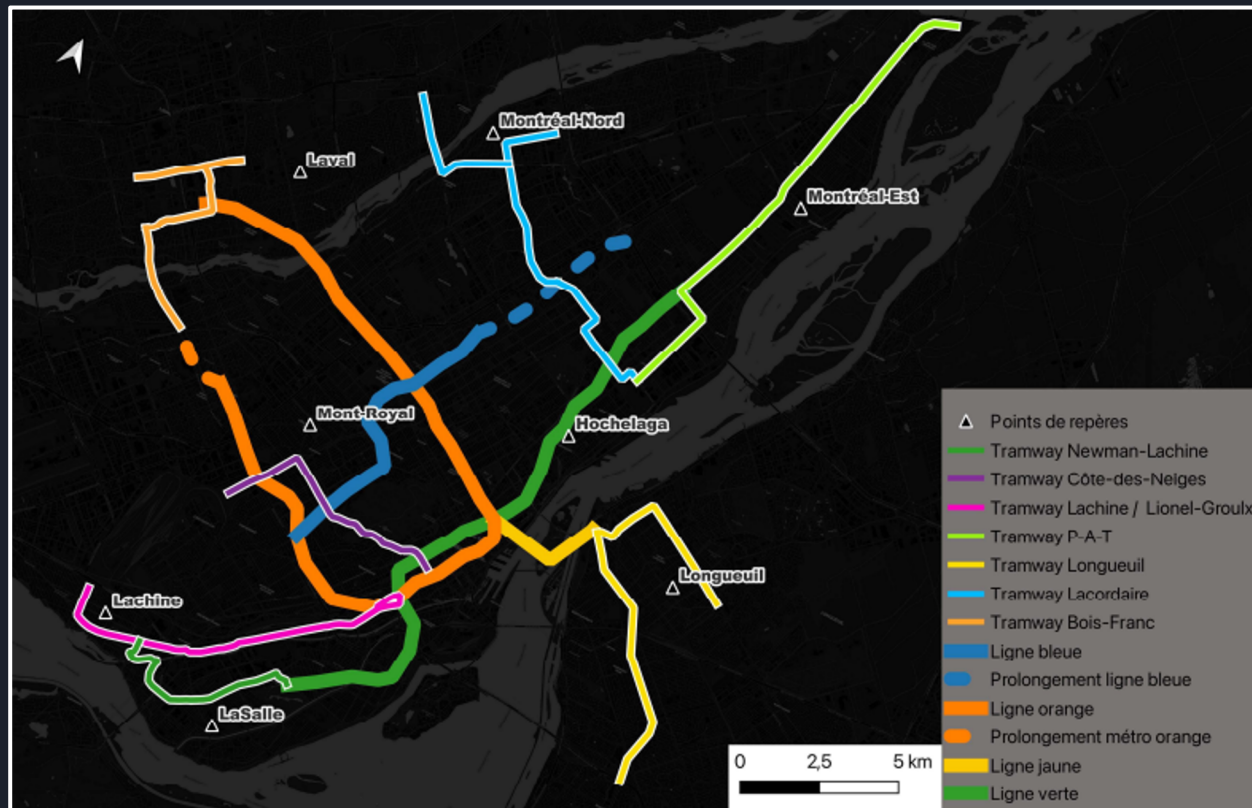 Montréal-Nord
Laval
Montréal-Est
Mont-Royal
Hochelaga
Longueuil
Lachine
LaSalle
Points de repères
Tramway Newman-Lachine
Tramway Côte-des-Neiges
Tramway Lachine / Lionel-Groulx
Tramway P-A-T
Tramway Longueuil
Tramway Lacordaire
Tramway Bois-Franc
Ligne bleue
Prolongement ligne bleue
Ligne orange
Prolongement métro orange
Ligne jaune
Ligne verte
0 2,5 5 km